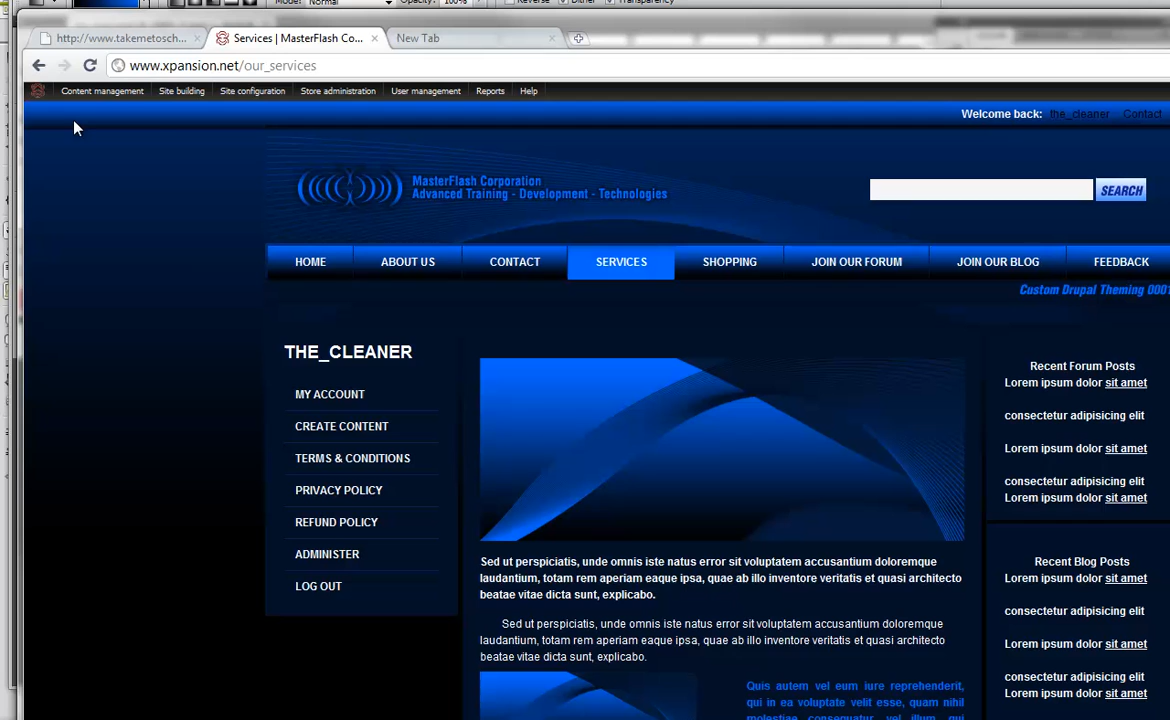 Mode: Normal Opacity: 100% Reverse Dither Transparency
http://www.takemetosch... Services | MasterFlash Co... New Tab
www.xpansion.net/our_services
Content management Site building Site configuration Store administration User management Reports Help
Welcome back: the_cleaner Contact
MasterFlash Corporation
Advanced Training - Development - Technologies
SEARCH
HOME ABOUT US CONTACT SERVICES SHOPPING JOIN OUR FORUM JOIN OUR BLOG FEEDBACK
Custom Drupal Theming 0001
THE_CLEANER
MY ACCOUNT
CREATE CONTENT
TERMS & CONDITIONS
PRIVACY POLICY
REFUND POLICY
ADMINISTER
LOG OUT
Sed ut perspiciatis, unde omnis iste natus error sit voluptatem accusantium doloremque
laudantium, totam rem aperiam eaque ipsa, quae ab illo inventore veritatis et quasi architecto
beatae vitae dicta sunt, explicabo.
Sed ut perspiciatis, unde omnis iste natus error sit voluptatem accusantium doloremque
laudantium, totam rem aperiam eaque ipsa, quae ab illo inventore veritatis et quasi architecto
beatae vitae dicta sunt, explicabo.
Quis autem vel eum iure reprehenderit,
qui in ea voluptate velit esse, quam nihil
molestiae consequatur, vel illum, qui
Recent Forum Posts
Lorem ipsum dolor sit amet
consectetur adipisicing elit
Lorem ipsum dolor sit amet
consectetur adipisicing elit
Lorem ipsum dolor sit amet
Recent Blog Posts
Lorem ipsum dolor sit amet
consectetur adipisicing elit
Lorem ipsum dolor sit amet
consectetur adipisicing elit
Lorem ipsum dolor sit amet